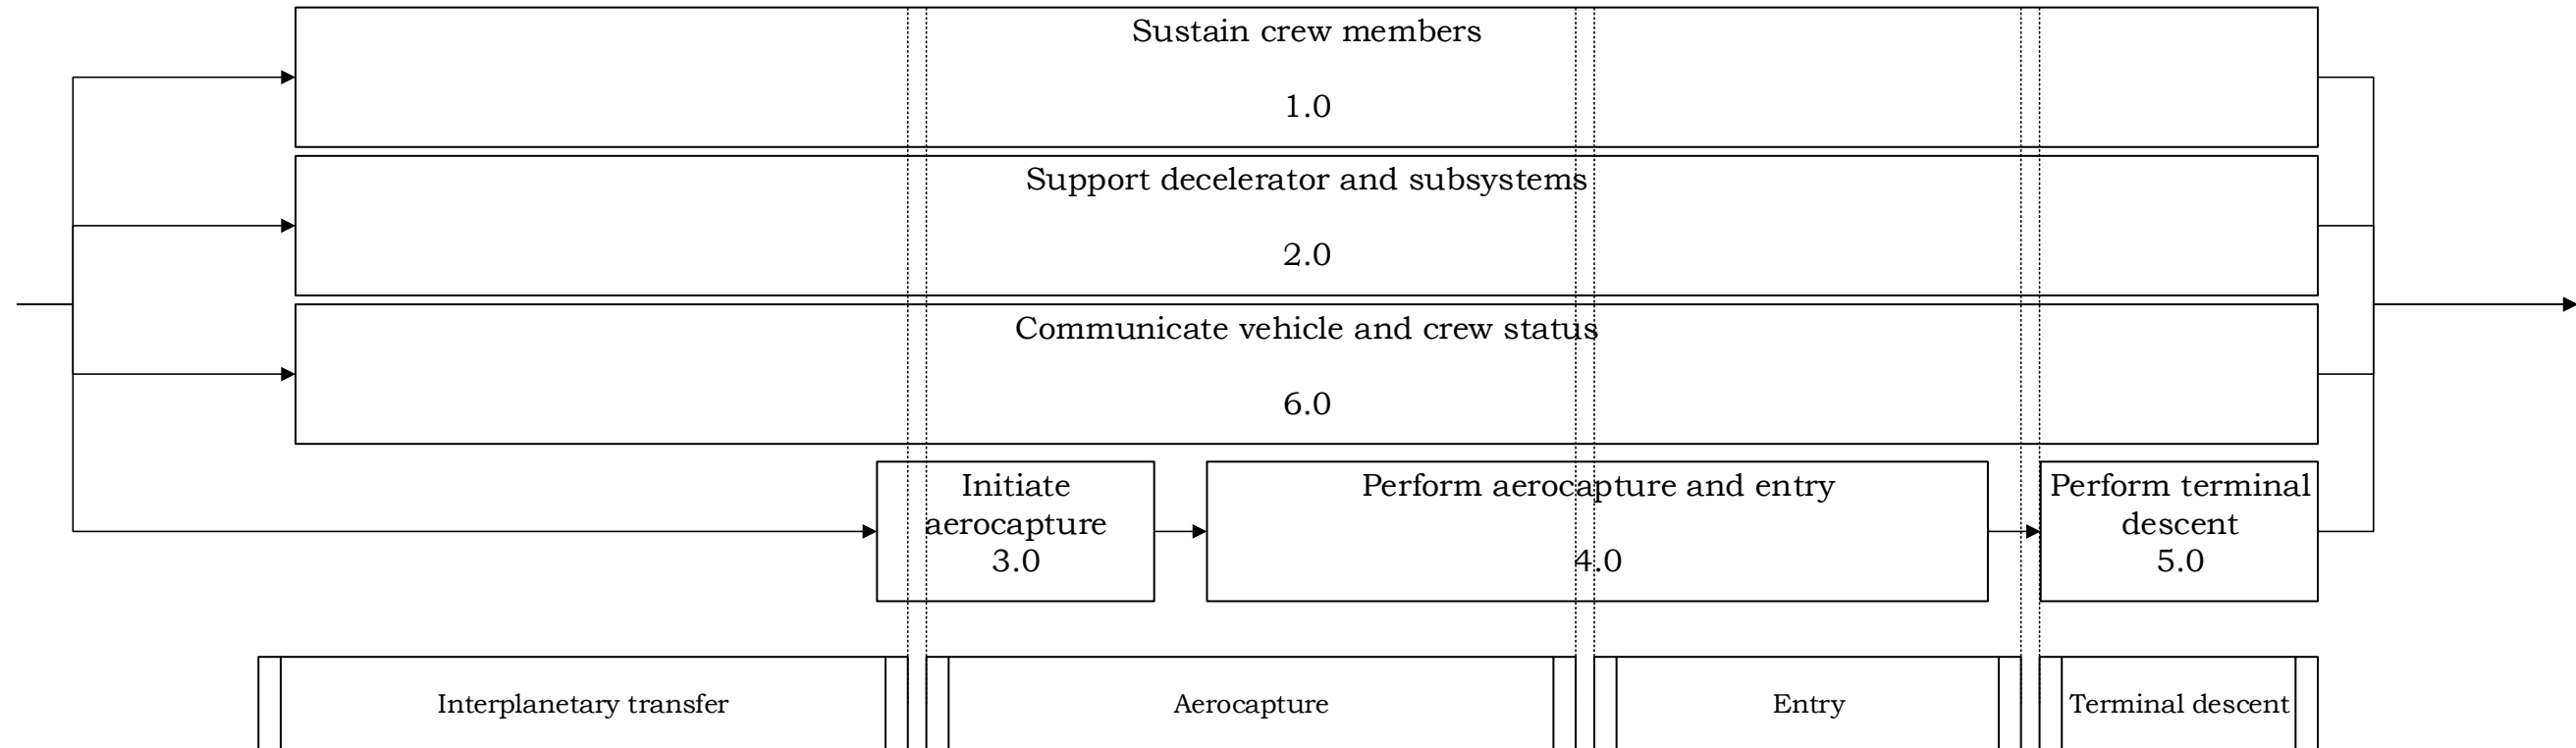 Sustain crew members
1.0
Support decelerator and subsystems
2.0
Communicate vehicle and crew status
6.0
Initiate
aerocapture
3.0
Perform aerocapture and entry
4.0
Perform terminal
descent
5.0
Interplanetary transfer
Aerocapture
Entry
Terminal descent